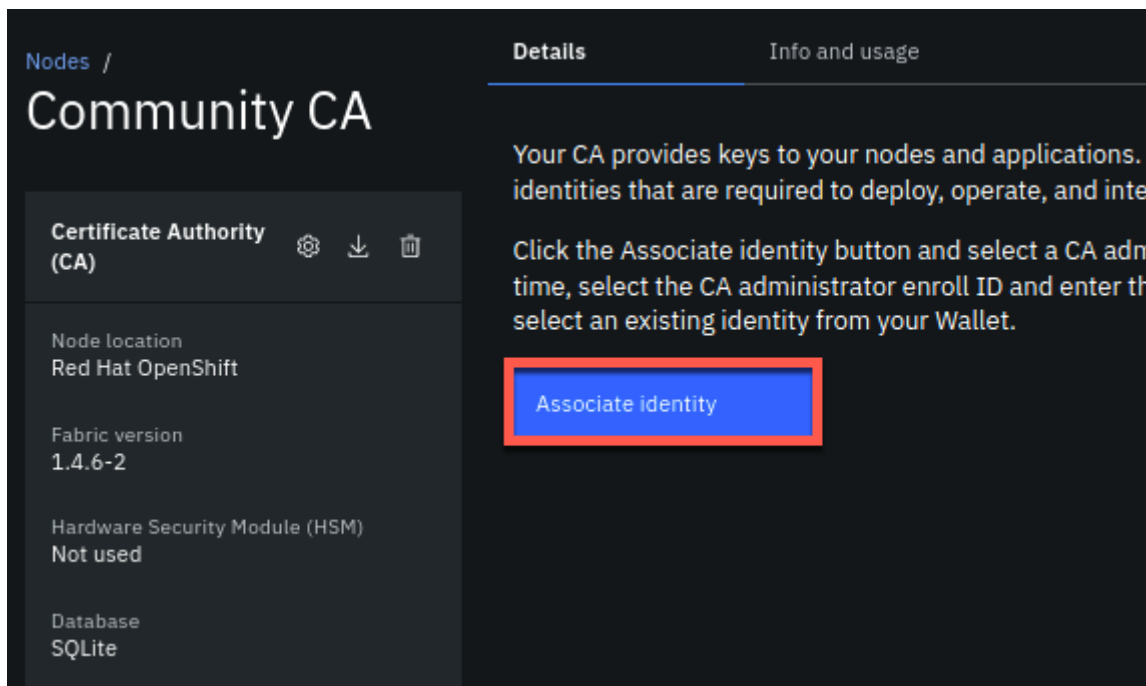 Nodes /
Community CA
Certificate Authority
(CA)
Node location
Red Hat OpenShift
Fabric version
1.4.6-2
Hardware Security Module (HSM)
Not used
Database
SQLite
Details
Info and usage
Your CA provides keys to your nodes and applications.
identities that are required to deploy, operate, and inte
Click the Associate identity button and select a CA adm
time, select the CA administrator enroll ID and enter th
select an existing identity from your Wallet.
Associate identity